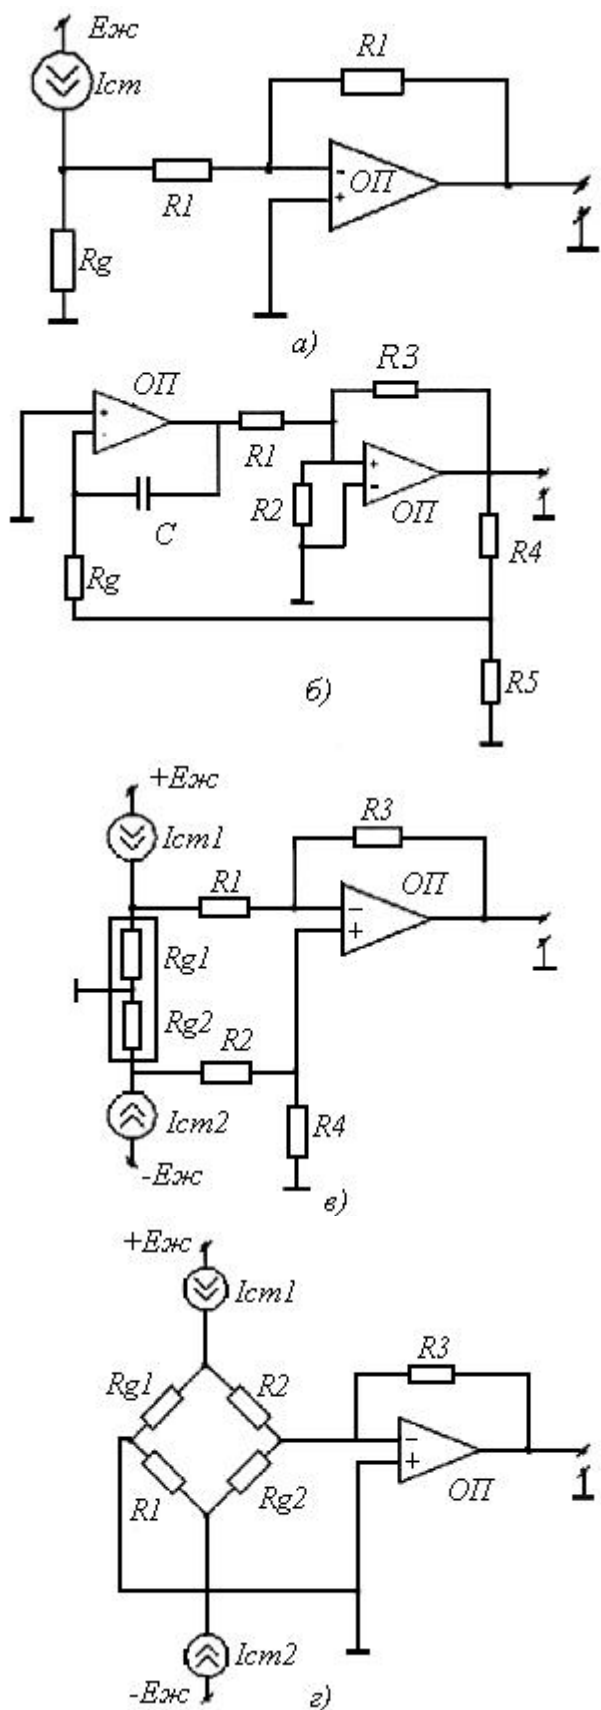 Eж
Iст
R1
ОП
-
+
R1
Rg
а)
ОП
+
-
R3
R1
+
-
ОП
R2
C
Rg
R4
R5
б)
+Eж
Iст1
R3
R1
ОП
-
+
Rg1
Rg2
R2
Iст2
R4
-Eж
в)
+Eж
Iст1
Rg1
R2
R3
-
+
ОП
R1
Rg2
Iст2
-Eж
г)